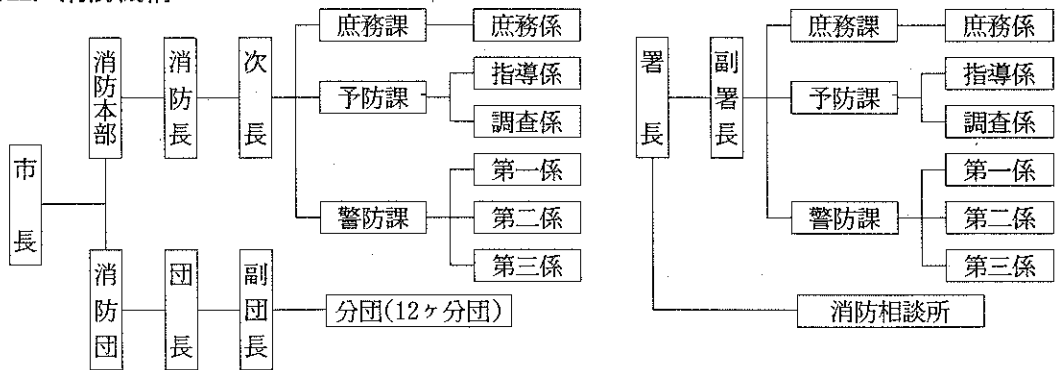 市長
消防本部
消防長
次長
庶務課
庶務係
予防課
指導係
調査係
警防課
第一係
第二係
第三係
消防団
団長
副団長
分団(12ヶ分団)
署長
副署長
庶務課
庶務係
予防課
指導係
調査係
警防課
第一係
第二係
第三係
消防相談所